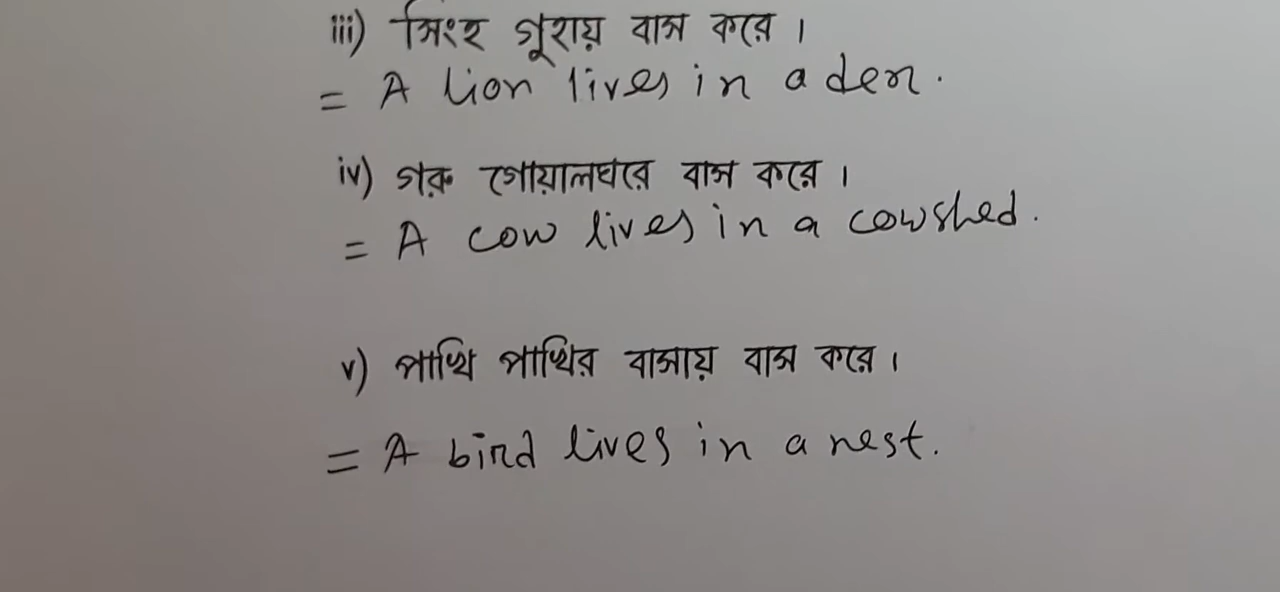 iii) সিংহ গূহায় বাস করে ।
= A lion lives in a den.
iv) গরু গোয়ালঘরে বাস করে ।
= A cow lives in a cowshed.
v) পাখি পাখির বাসায় বাস করে ।
= A bird lives in a nest.